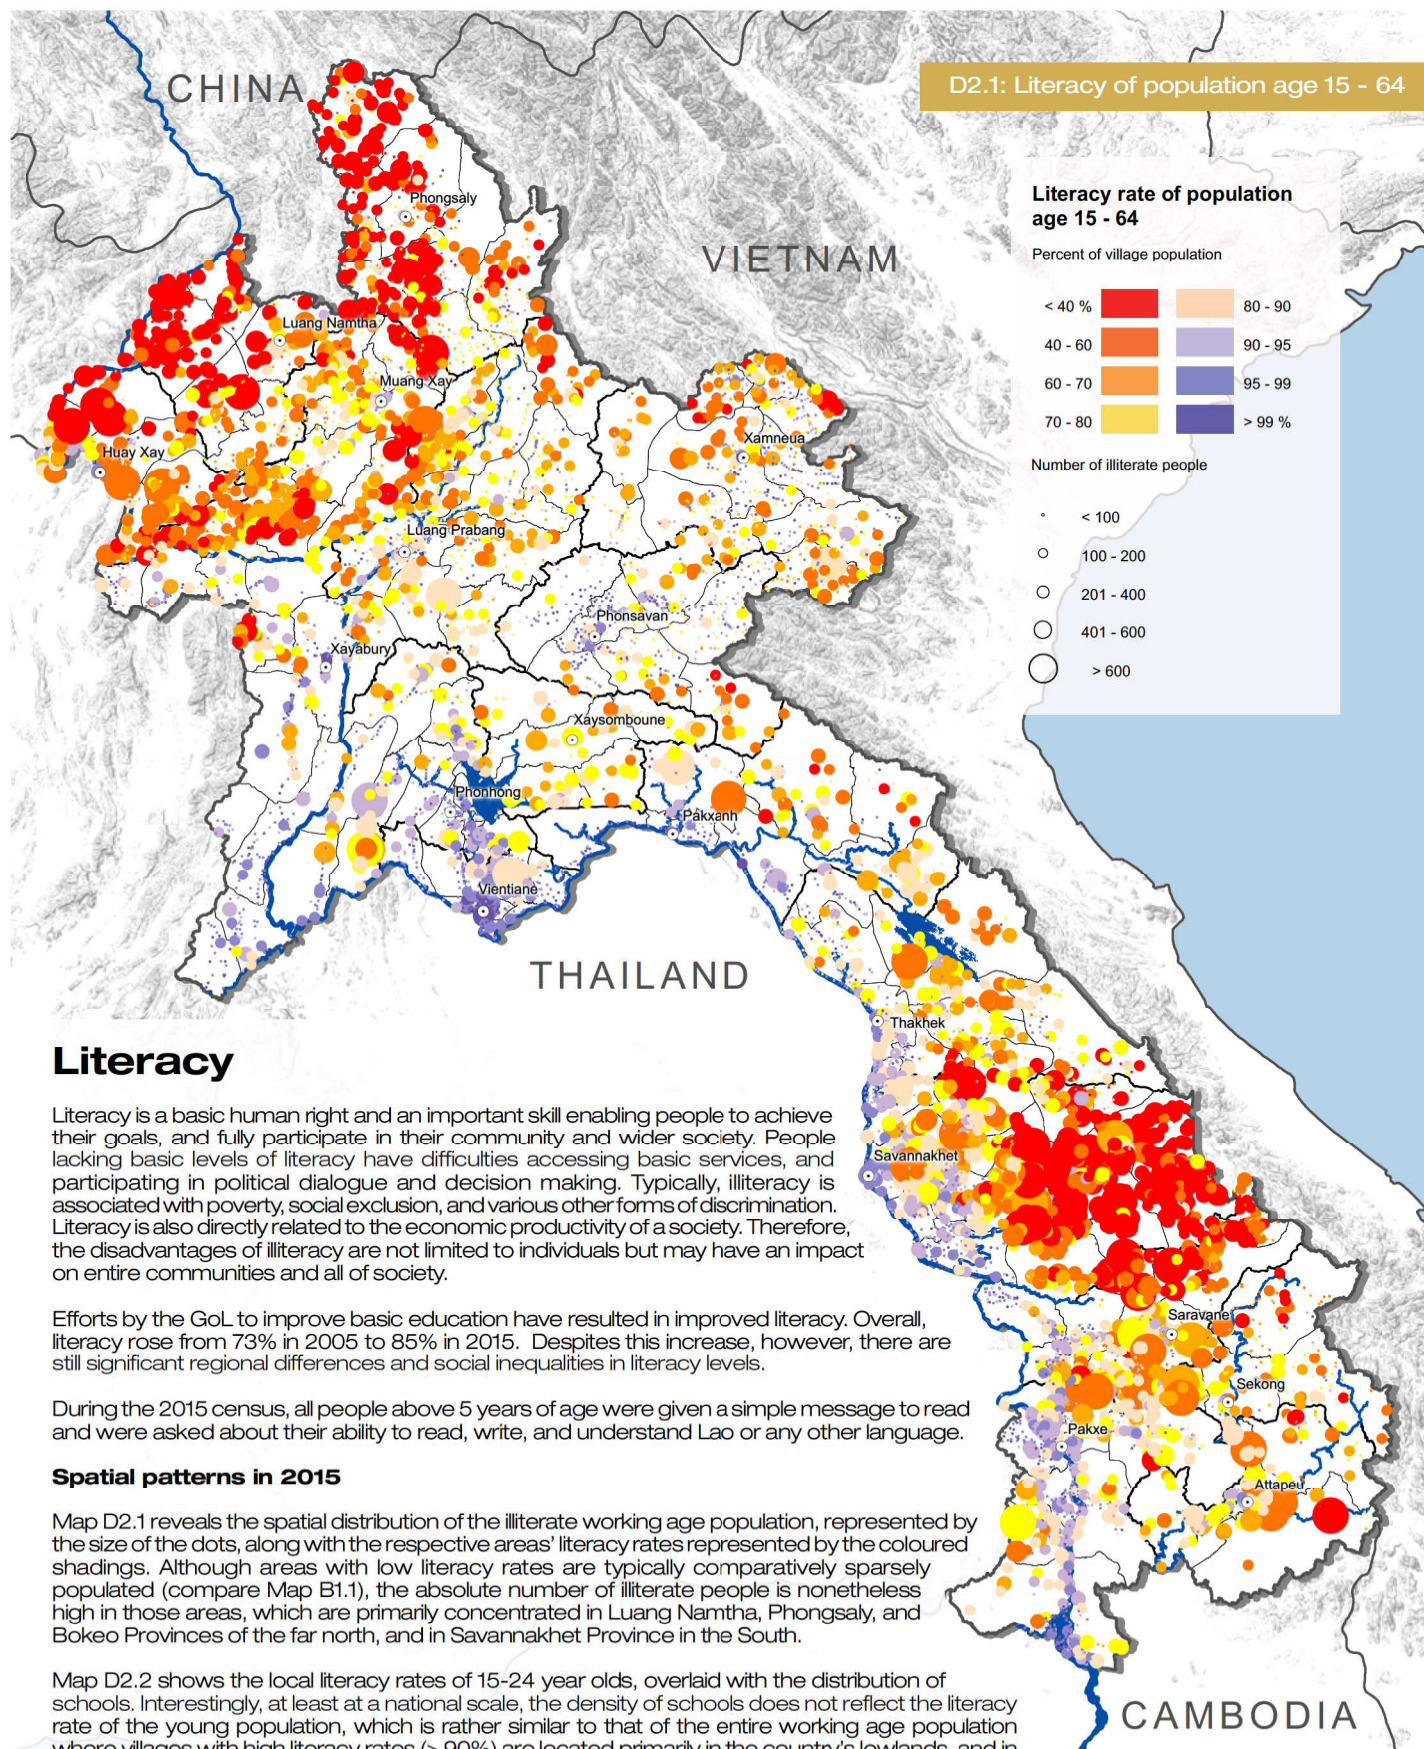 CHINA
D2.1: Literacy of population age 15 - 64
Phongsaly
Literacy rate of population
age 15 - 64
VIETNAM
Percent of village population
< 40 %
80 - 90
Luang Namtha
40 - 60
90 - 95
Muang Xay
60 - 70
95 - 99
70 - 80
> 99 %
Xamneua
Huay Xay
Number of illiterate people
< 100
Luang Prabang
100 - 200
201 - 400
Phonsavan
401 - 600
Xayabury
> 600
Xaysomboune
Phonhong
Pakxanh
Vientiane
THAILAND
Thakhek
Savannakhet
Saravane
Sekong
Pakxe
Attapeu
CAMBODIA
Literacy
Literacy is a basic human right and an important skill enabling people to achieve
their goals, and fully participate in their community and wider society. People
lacking basic levels of literacy have difficulties accessing basic services, and
participating in political dialogue and decision making. Typically, illiteracy is
associated with poverty, social exclusion, and various other forms of discrimination.
Literacy is also directly related to the economic productivity of a society. Therefore,
the disadvantages of illiteracy are not limited to individuals but may have an impact
on entire communities and all of society.
Efforts by the GoL to improve basic education have resulted in improved literacy. Overall,
literacy rose from 73% in 2005 to 85% in 2015. Despites this increase, however, there are
still significant regional differences and social inequalities in literacy levels.
During the 2015 census, all people above 5 years of age were given a simple message to read
and were asked about their ability to read, write, and understand Lao or any other language.
Spatial patterns in 2015
Map D2.1 reveals the spatial distribution of the illiterate working age population, represented by
the size of the dots, along with the respective areas' literacy rates represented by the coloured
shadings. Although areas with low literacy rates are typically comparatively sparsely
populated (compare Map B1.1), the absolute number of illiterate people is nonetheless
high in those areas, which are primarily concentrated in Luang Namtha, Phongsaly, and
Bokeo Provinces of the far north, and in Savannakhet Province in the South.
Map D2.2 shows the local literacy rates of 15-24 year olds, overlaid with the distribution of
schools. Interestingly, at least at a national scale, the density of schools does not reflect the literacy
rate of the young population, which is rather similar to that of the entire working age population
where villages with high literacy rates (> 90%) are located primarily in the country's lowlands, and in